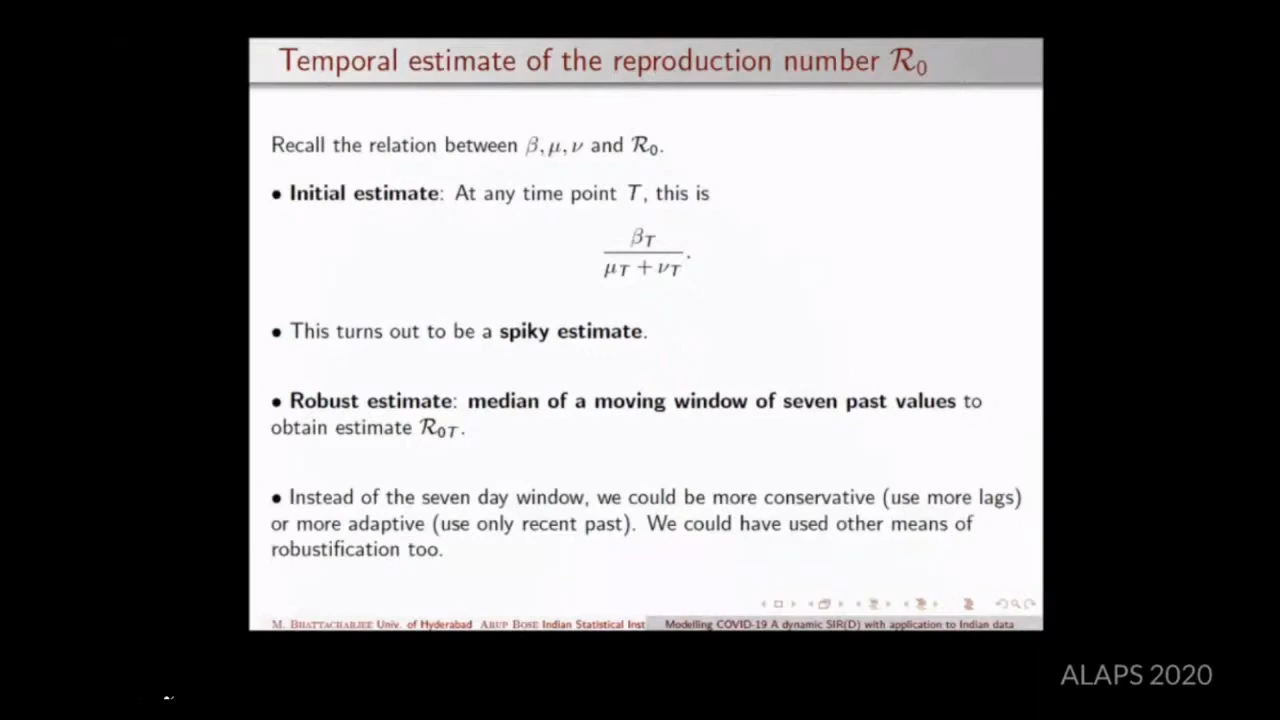 Temporal estimate of the reproduction number ℛ₀
Recall the relation between β, μ, ν and ℛ₀.
• Initial estimate: At any time point T, this is
β_T
μ_T + ν_T .
• This turns out to be a spiky estimate.
• Robust estimate: median of a moving window of seven past values to
obtain estimate ℛ₀_T.
• Instead of the seven day window, we could be more conservative (use more lags)
or more adaptive (use only recent past). We could have used other means of
robustification too.
M. BHATTACHARJEE Univ. of Hyderabad ARUP BOSE Indian Statistical Inst Modelling COVID-19 A dynamic SIR(D) with application to Indian data
ALAPS 2020